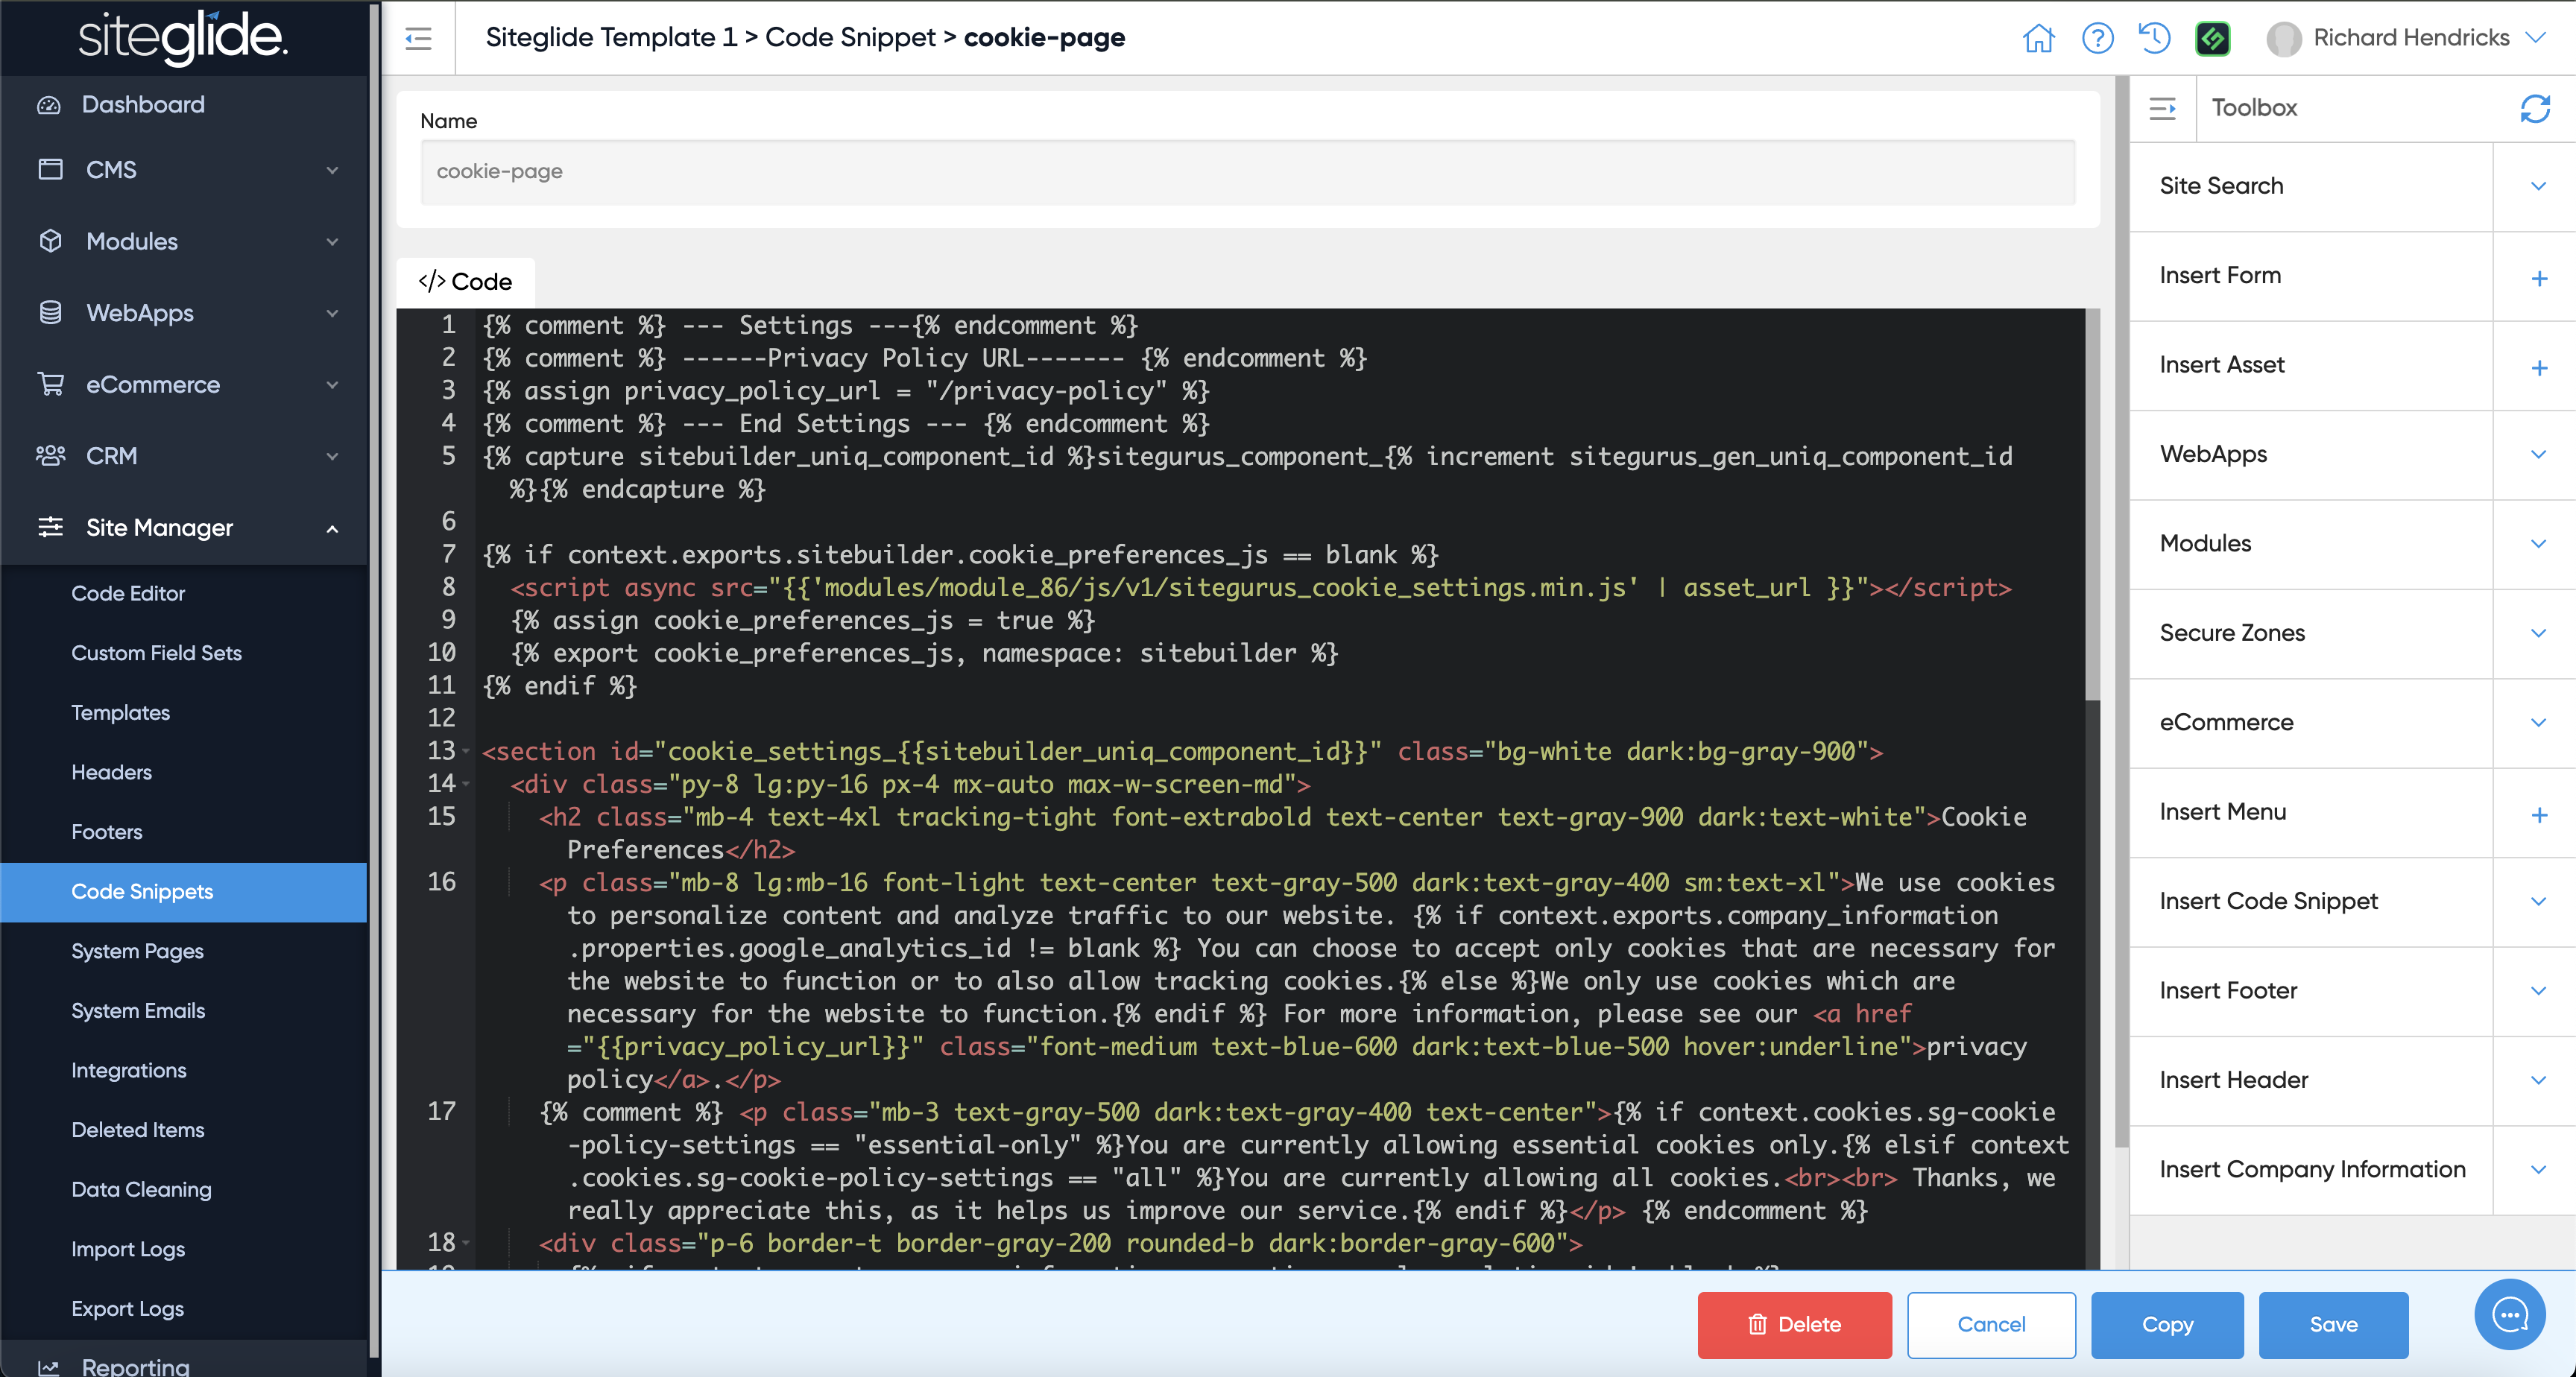 siteglide.
Siteglide Template 1 > Code Snippet > cookie-page
Richard Hendricks
Dashboard
CMS
Modules
WebApps
eCommerce
CRM
Site Manager
Code Editor
Custom Field Sets
Templates
Headers
Footers
Code Snippets
System Pages
System Emails
Integrations
Deleted Items
Data Cleaning
Import Logs
Export Logs
Reporting
Name
cookie-page
</> Code
1 {% comment %} --- Settings ---{% endcomment %}
2 {% comment %} ------Privacy Policy URL------- {% endcomment %}
3 {% assign privacy_policy_url = "/privacy-policy" %}
4 {% comment %} --- End Settings --- {% endcomment %}
5 {% capture sitebuilder_uniq_component_id %}sitegurus_component_{% increment sitegurus_gen_uniq_component_id
%}{% endcapture %}
6
7 {% if context.exports.sitebuilder.cookie_preferences_js == blank %}
8 <script async src="{{'modules/module_86/js/v1/sitegurus_cookie_settings.min.js' | asset_url }}"></script>
9 {% assign cookie_preferences_js = true %}
10 {% export cookie_preferences_js, namespace: sitebuilder %}
11 {% endif %}
12
13 <section id="cookie_settings_{{sitebuilder_uniq_component_id}}" class="bg-white dark:bg-gray-900">
14 <div class="py-8 lg:py-16 px-4 mx-auto max-w-screen-md">
15 <h2 class="mb-4 text-4xl tracking-tight font-extrabold text-center text-gray-900 dark:text-white">Cookie
Preferences</h2>
16 <p class="mb-8 lg:mb-16 font-light text-center text-gray-500 dark:text-gray-400 sm:text-xl">We use cookies
to personalize content and analyze traffic to our website. {% if context.exports.company_information
.properties.google_analytics_id != blank %} You can choose to accept only cookies that are necessary for
the website to function or to also allow tracking cookies.{% else %}We only use cookies which are
necessary for the website to function.{% endif %} For more information, please see our <a href
="{{privacy_policy_url}}" class="font-medium text-blue-600 dark:text-blue-500 hover:underline">privacy
policy</a>.</p>
17 {% comment %} <p class="mb-3 text-gray-500 dark:text-gray-400 text-center">{% if context.cookies.sg-cookie
-policy-settings == "essential-only" %}You are currently allowing essential cookies only.{% elsif context
.cookies.sg-cookie-policy-settings == "all" %}You are currently allowing all cookies.<br><br> Thanks, we
really appreciate this, as it helps us improve our service.{% endif %}</p> {% endcomment %}
18 <div class="p-6 border-t border-gray-200 rounded-b dark:border-gray-600">
Toolbox
Site Search
Insert Form
Insert Asset
WebApps
Modules
Secure Zones
eCommerce
Insert Menu
Insert Code Snippet
Insert Footer
Insert Header
Insert Company Information
Delete
Cancel
Copy
Save